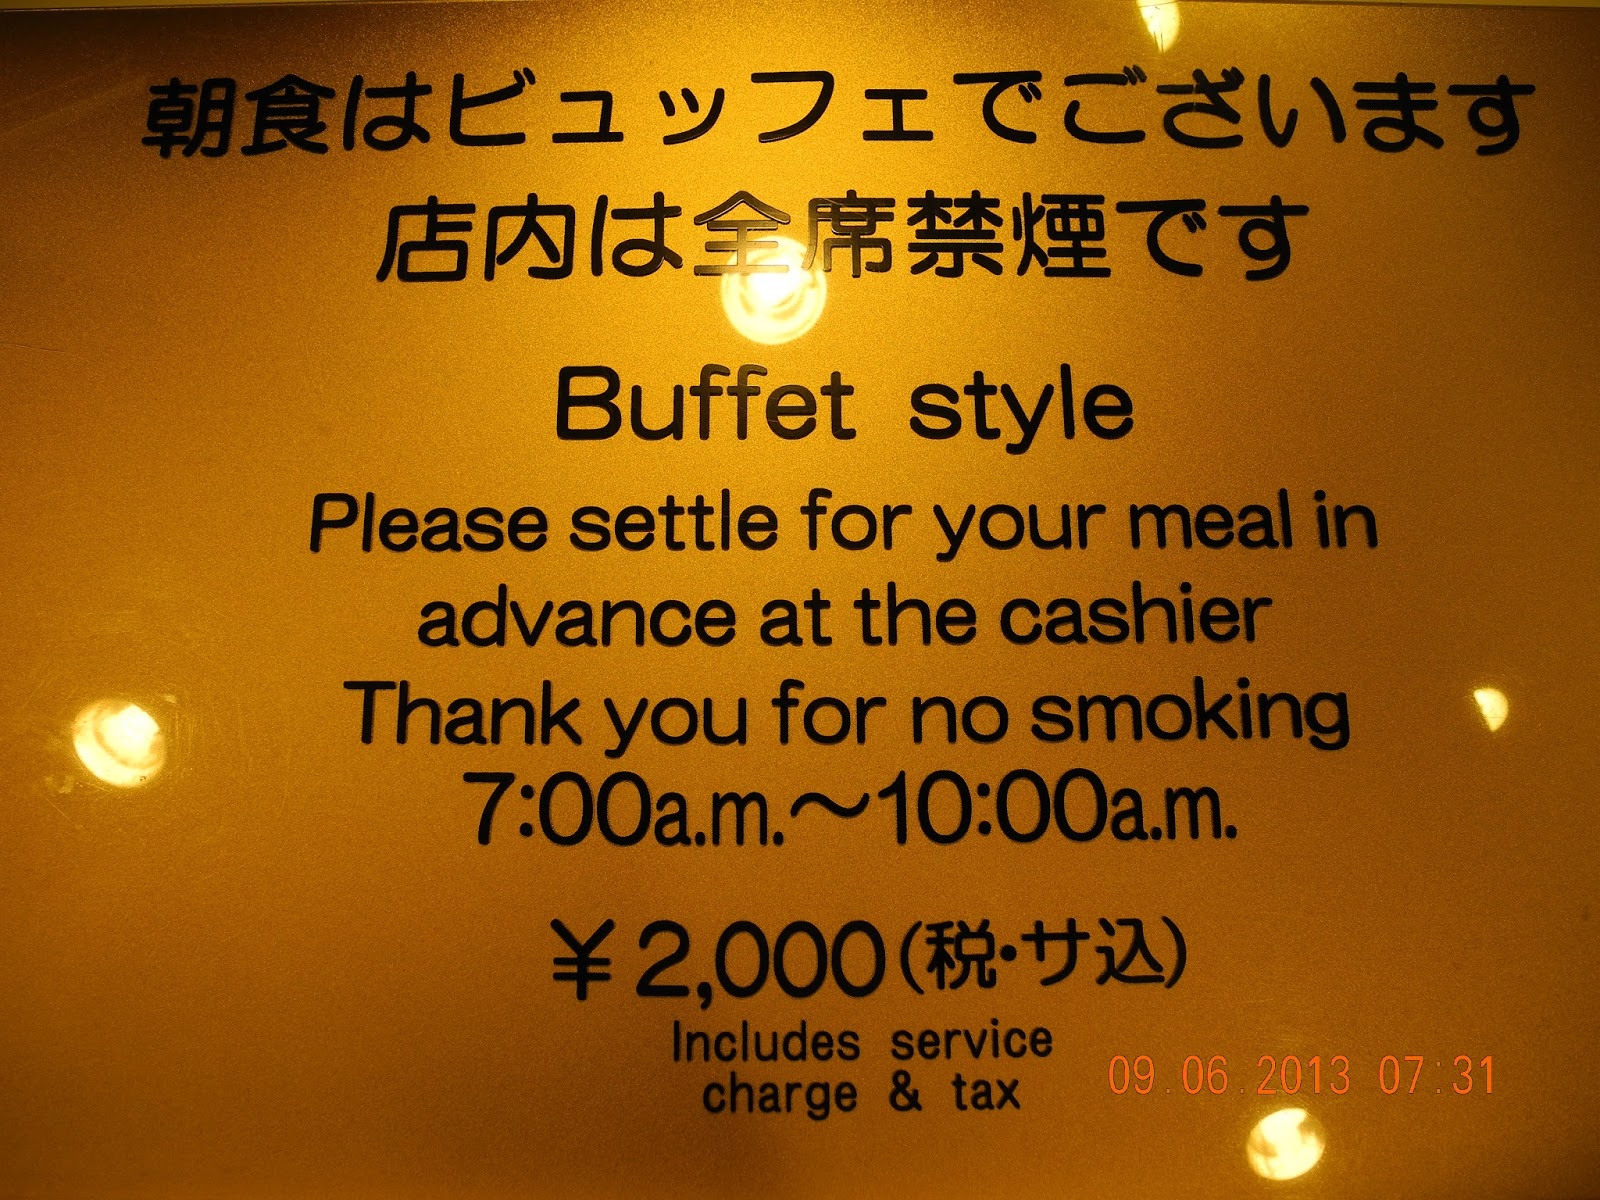 朝食はビュッフェでございます
店内は全席禁煙です
Buffet style
Please settle for your meal in
advance at the cashier
Thank you for no smoking
7:00a.m.～10:00a.m.
¥2,000(税・サ込)
Includes service
charge & tax
09.06.2013 07:31